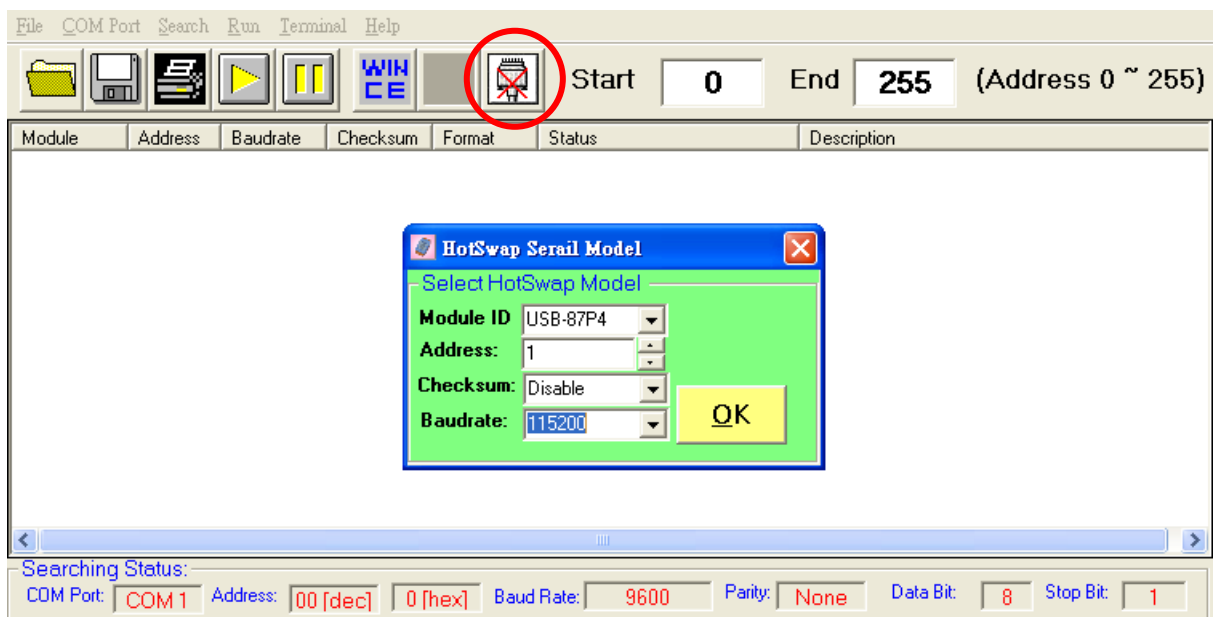 File COM Port Search Run Terminal Help
WIN CE Start 0 End 255 (Address 0 ~ 255)
Module Address Baudrate Checksum Format Status Description
HotSwap Serail Model
Select HotSwap Model
Module ID USB-87P4
Address: 1
Checksum: Disable
Baudrate: 115200
OK
Searching Status:
COM Port: COM 1 Address: 00 [dec] 0 [hex] Baud Rate: 9600 Parity: None Data Bit: 8 Stop Bit: 1